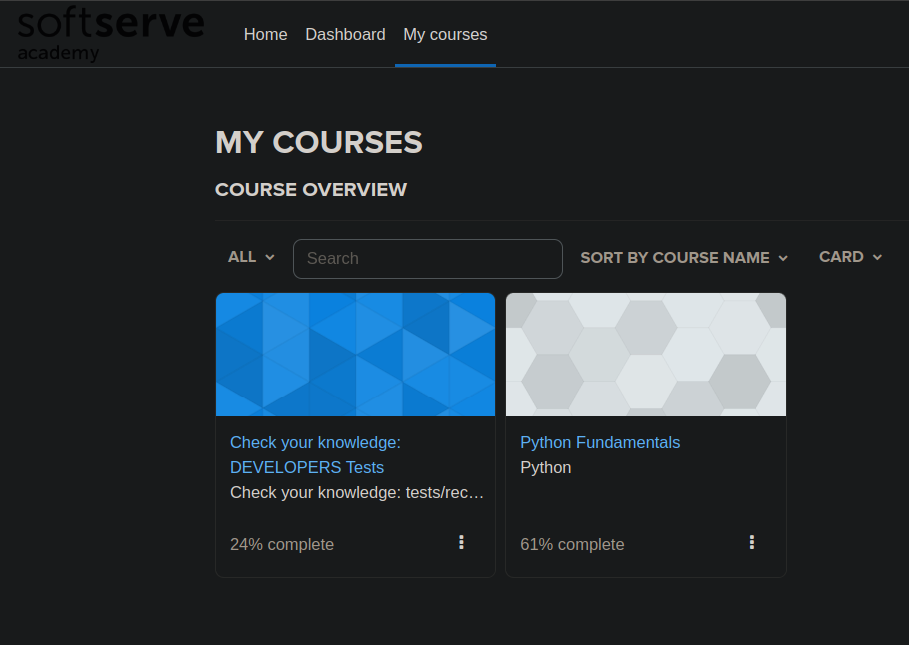 softserve
academy
Home Dashboard My courses
MY COURSES
COURSE OVERVIEW
ALL Search SORT BY COURSE NAME CARD
Check your knowledge:
DEVELOPERS Tests
Check your knowledge: tests/rec…
24% complete
Python Fundamentals
Python
61% complete